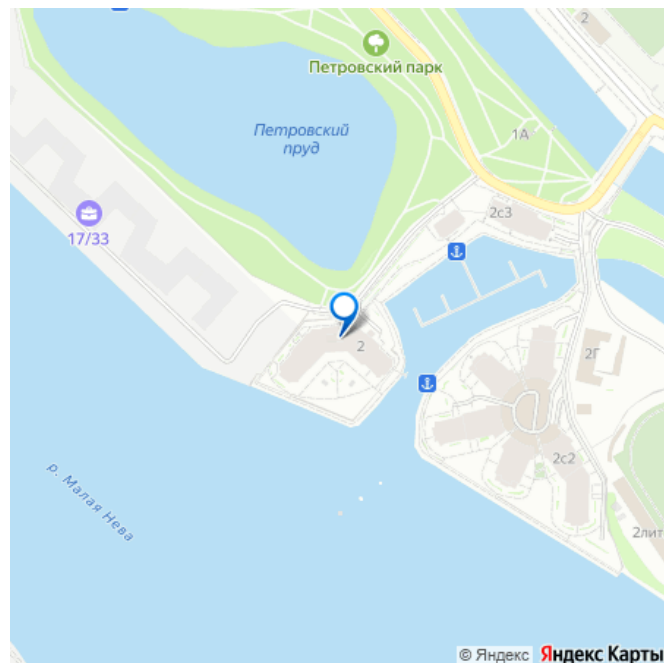 2
Петровский парк
Петровский
пруд
1А
2с3
17/33
2
2Г
2с2
р. Малая Нева
2лит
© Яндекс Яндекс Карты